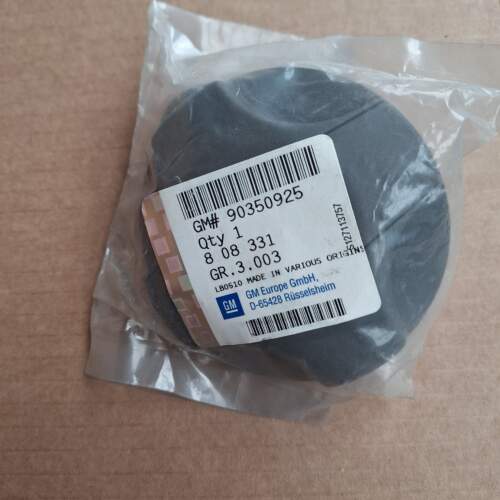 GM# 90350925
Qty 1
8 08 331
GR.3.003
LB0510 MADE IN VARIOUS ORIGINS
GM
GM Europe GmbH,
D-65428 Rüsselsheim
127113757